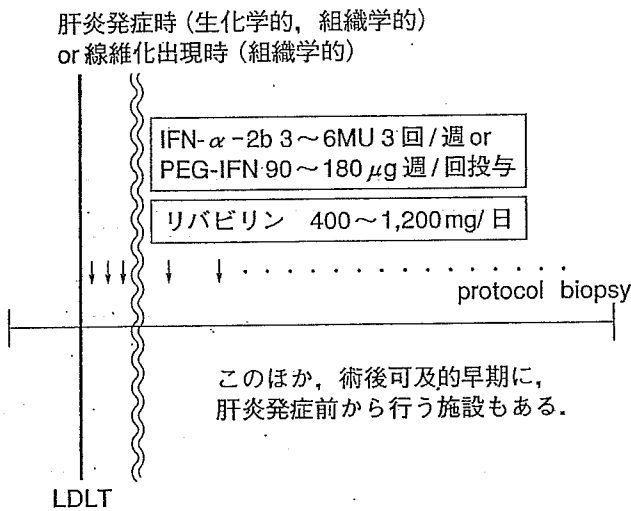 肝炎発症時（生化学的，組織学的）
or 線維化出現時（組織学的）
IFN-α-2b 3〜6MU 3回/週 or
PEG-IFN 90〜180μg 週/回投与
リバビリン　400〜1,200mg/日
protocol biopsy
このほか，術後可及的早期に，
肝炎発症前から行う施設もある．
LDLT